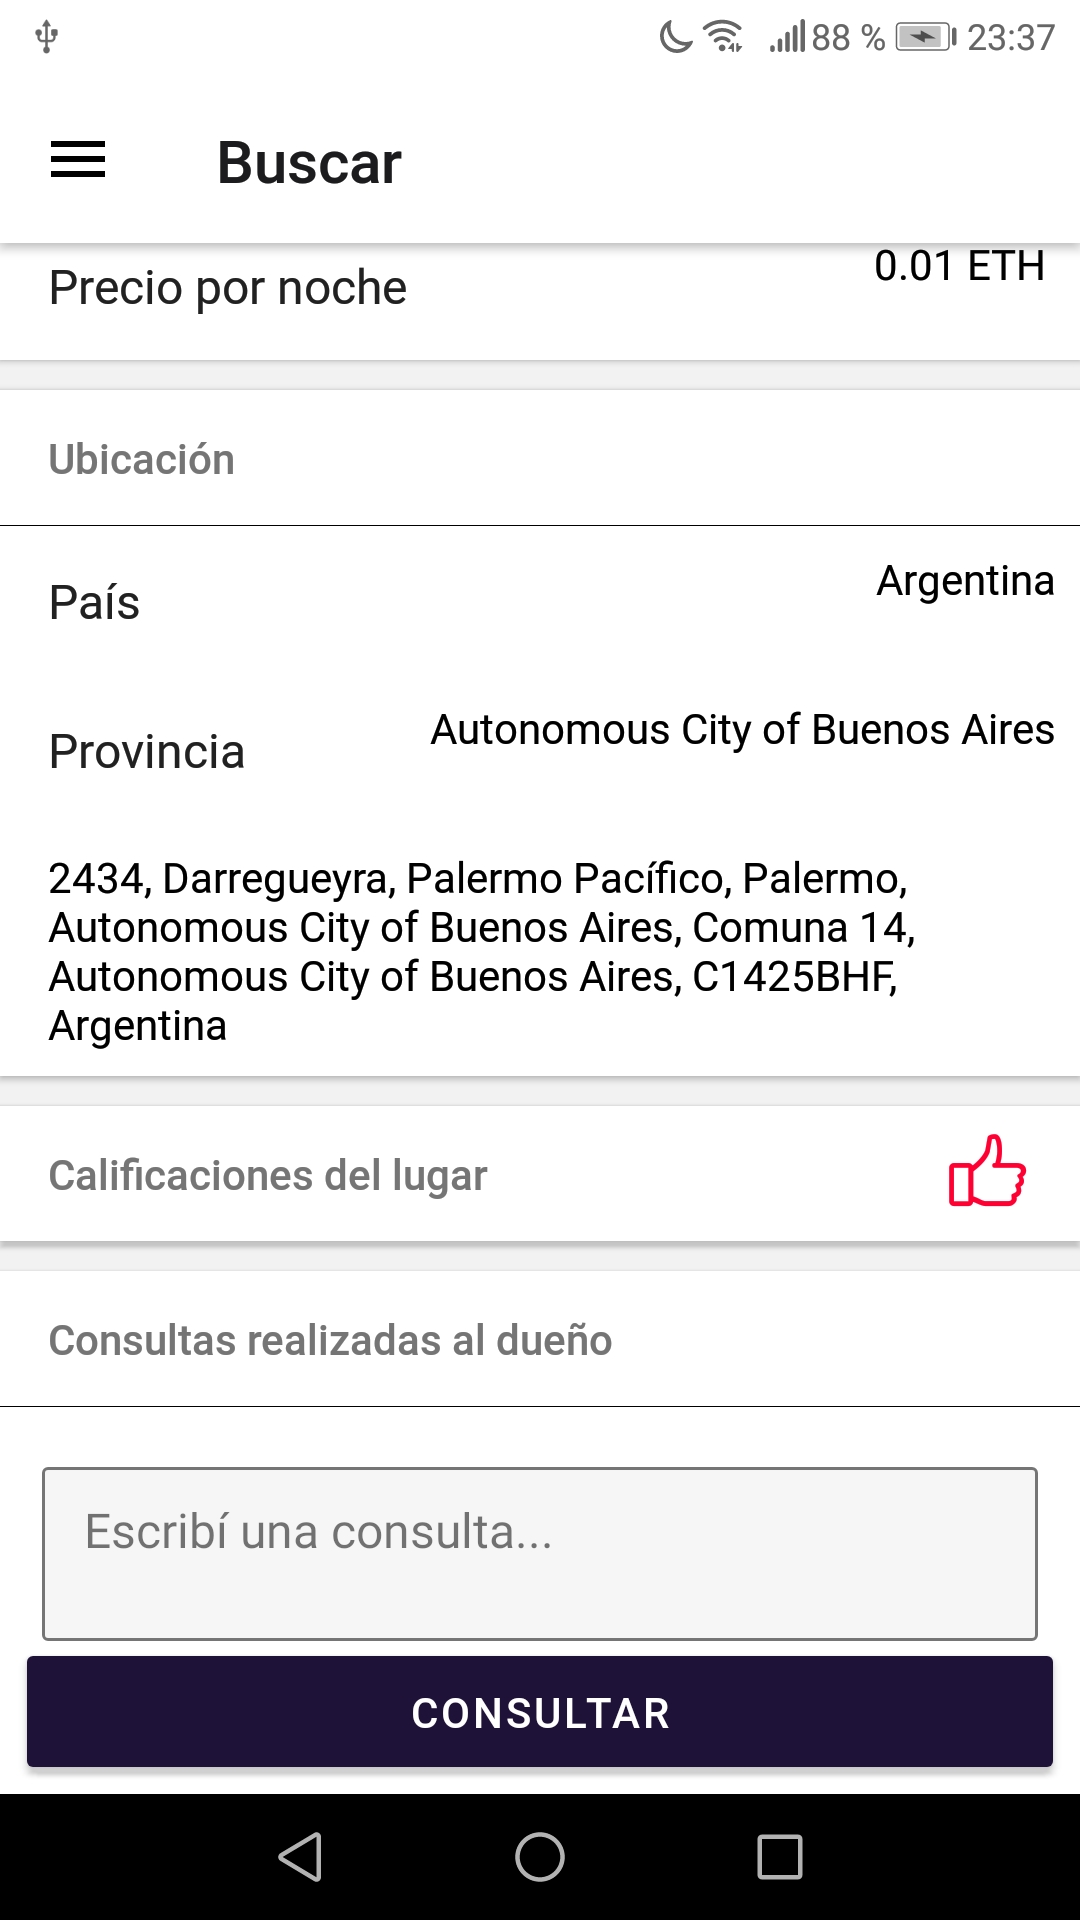 88 % 23:37
Buscar
Precio por noche 0.01 ETH
Ubicación
País Argentina
Provincia Autonomous City of Buenos Aires
2434, Darregueyra, Palermo Pacífico, Palermo,
Autonomous City of Buenos Aires, Comuna 14,
Autonomous City of Buenos Aires, C1425BHF,
Argentina
Calificaciones del lugar
Consultas realizadas al dueño
Escribí una consulta...
CONSULTAR